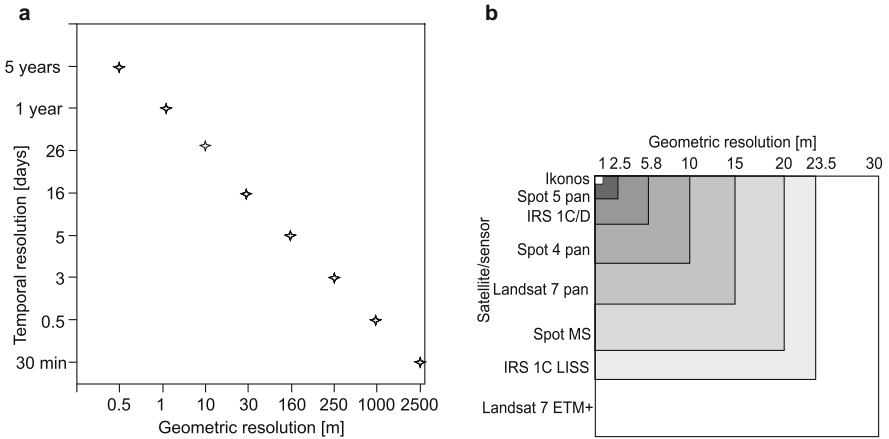 a
5 years
1 year
26
16
5
3
0.5
30 min
Temporal resolution [days]
0.5 1 10 30 160 250 1000 2500
Geometric resolution [m]
b
Geometric resolution [m]
1 2.5 5.8 10 15 20 23.5 30
Ikonos
Spot 5 pan
IRS 1C/D
Spot 4 pan
Landsat 7 pan
Spot MS
IRS 1C LISS
Landsat 7 ETM+
Satellite/sensor